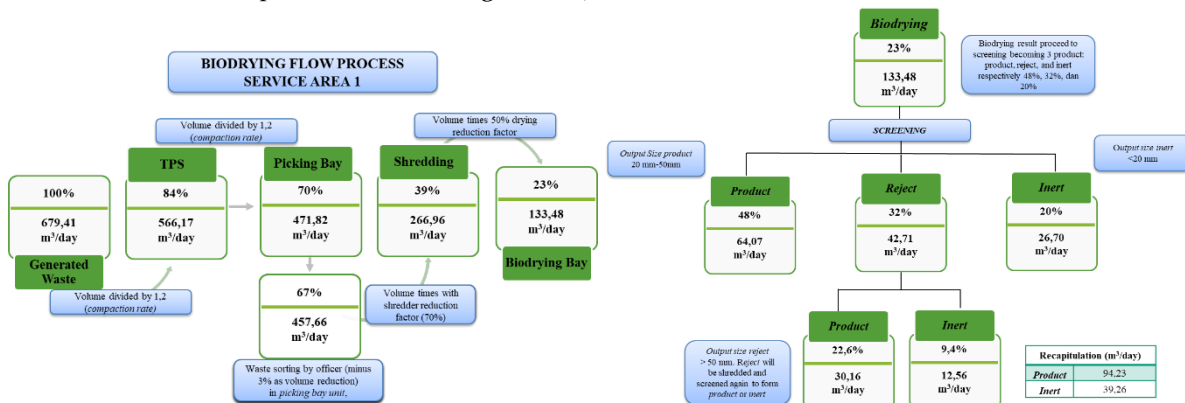 BIODRYING FLOW PROCESS
SERVICE AREA 1
Volume divided by 1,2
(compaction rate)
Volume times 50% drying
reduction factor
TPS
Picking Bay
Shredding
100%
679,41
m³/day
Generated
Waste
84%
566,17
m³/day
70%
471,82
m³/day
39%
266,96
m³/day
23%
133,48
m³/day
Biodrying Bay
Volume divided by 1,2
(compaction rate)
67%
457,66
m³/day
Volume times with
shredder reduction
factor (70%)
Waste sorting by officer (minus
3% as volume reduction)
in picking bay unit,
Biodrying
23%
133,48
m³/day
Biodrying result proceed to
screening becoming 3 product:
product, reject, and inert
respectively 48%, 32%, dan
20%
SCREENING
Output Size product
20 mm-50mm
Output size inert
<20 mm
Product
48%
64,07
m³/day
Reject
32%
42,71
m³/day
Inert
20%
26,70
m³/day
Output size reject
> 50 mm. Reject will
be shredded and
screened again to form
product or inert
Product
22,6%
30,16
m³/day
Inert
9,4%
12,56
m³/day
Recapitulation (m³/day)
Product 94,23
Inert 39,26